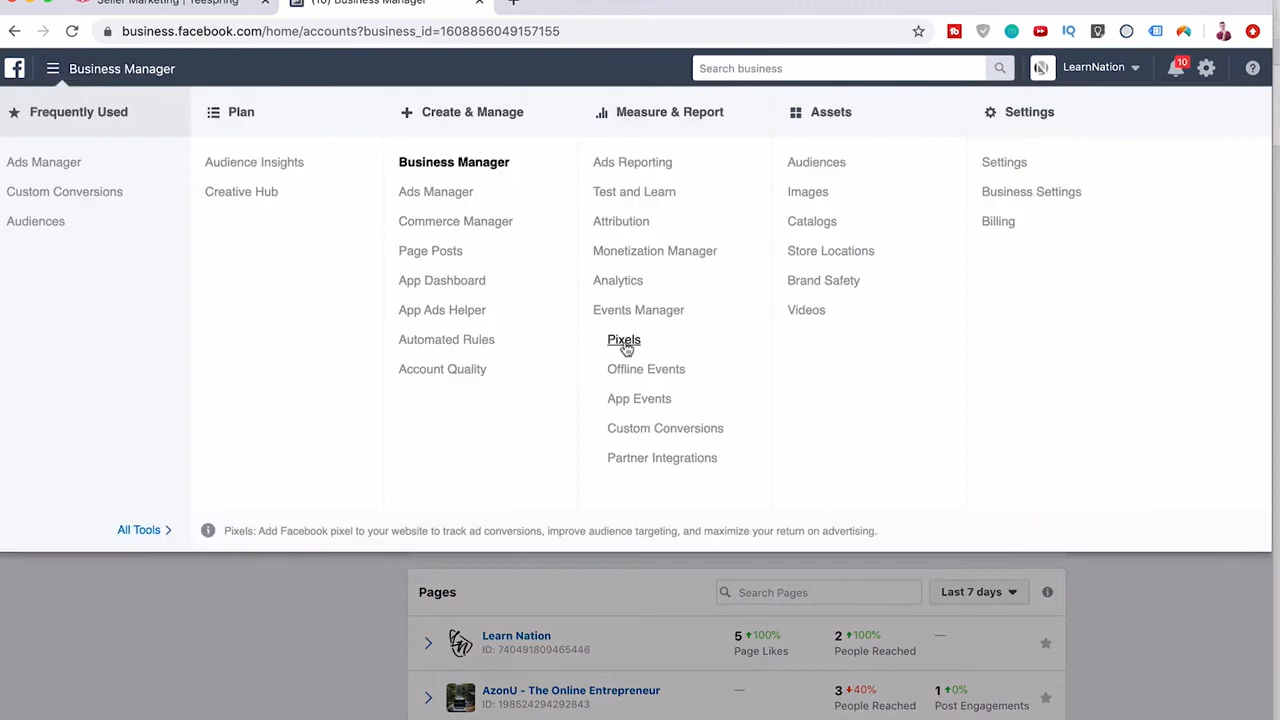 Seller Marketing | Teespring
(10) Business Manager
business.facebook.com/home/accounts?business_id=1608856049157155
IQ
Business Manager
Search business
LearnNation
10
Frequently Used
Ads Manager
Custom Conversions
Audiences
All Tools
Plan
Audience Insights
Creative Hub
Create & Manage
Business Manager
Ads Manager
Commerce Manager
Page Posts
App Dashboard
App Ads Helper
Automated Rules
Account Quality
Measure & Report
Ads Reporting
Test and Learn
Attribution
Monetization Manager
Analytics
Events Manager
Pixels
Offline Events
App Events
Custom Conversions
Partner Integrations
Assets
Audiences
Images
Catalogs
Store Locations
Brand Safety
Videos
Settings
Settings
Business Settings
Billing
Pixels: Add Facebook pixel to your website to track ad conversions, improve audience targeting, and maximize your return on advertising.
Pages
Search Pages
Last 7 days
Learn Nation
ID: 740491809465446
5 100%
Page Likes
2 100%
People Reached
—
AzonU - The Online Entrepreneur
ID: 198524294292843
—
3 40%
People Reached
1 0%
Post Engagements